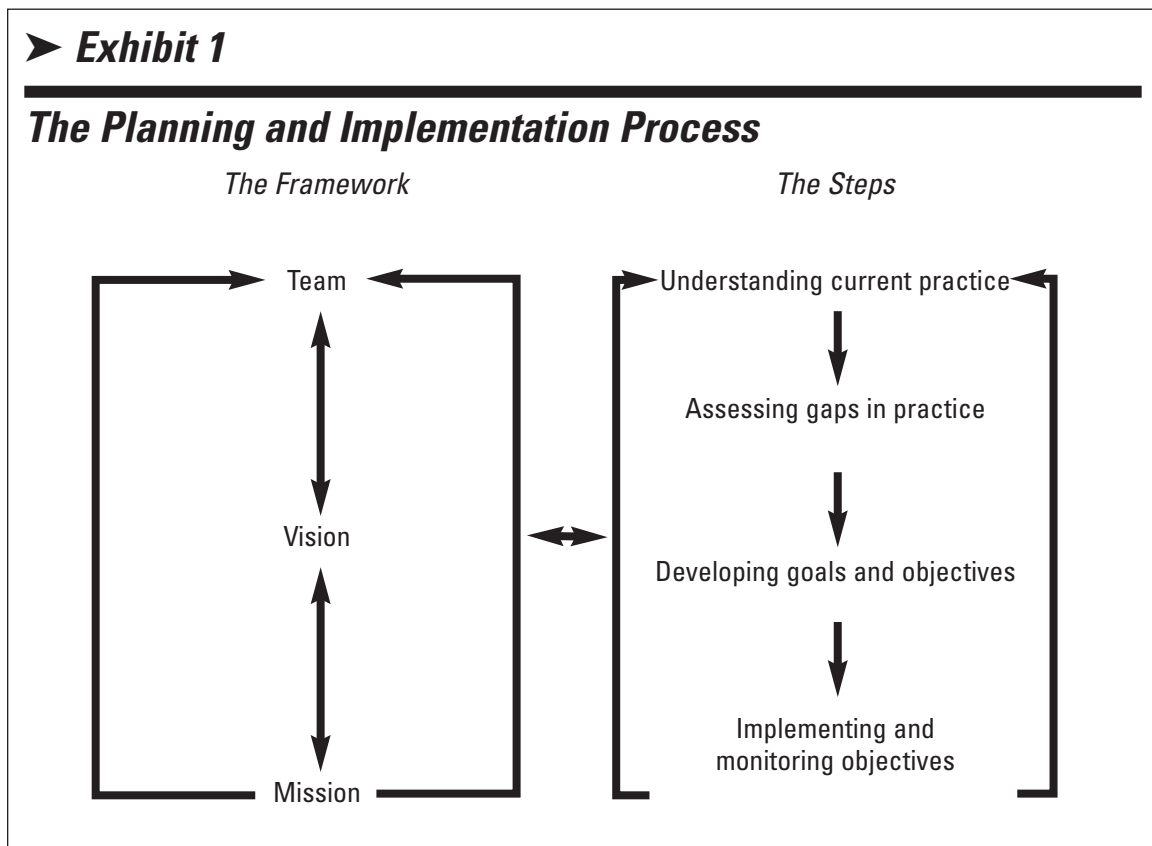 ➤ Exhibit 1
The Planning and Implementation Process
The Framework
The Steps
Team
Vision
Mission
Understanding current practice
Assessing gaps in practice
Developing goals and objectives
Implementing and
monitoring objectives